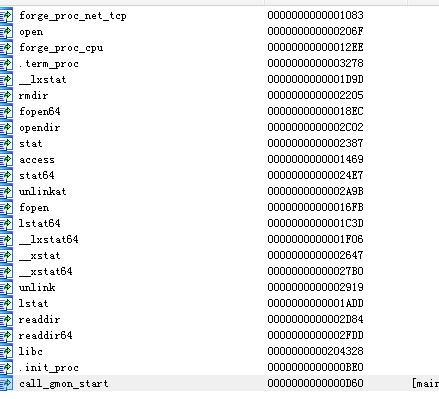 forge_proc_net_tcp 0000000000001083
open 000000000000206F
forge_proc_cpu 00000000000012EE
.term_proc 0000000000003278
__lxstat 0000000000001D9D
rmdir 0000000000002205
fopen64 00000000000018EC
opendir 0000000000002C02
stat 0000000000002387
access 0000000000001469
stat64 00000000000024E7
unlinkat 0000000000002A9B
fopen 00000000000016FB
lstat64 0000000000001C3D
__lxstat64 0000000000001F06
__xstat 0000000000002647
__xstat64 00000000000027B0
unlink 0000000000002919
lstat 0000000000001ADD
readdir 0000000000002D84
readdir64 0000000000002FDD
libc 0000000000204328
.init_proc 0000000000000BE0
call_gmon_start 0000000000000D60 [main